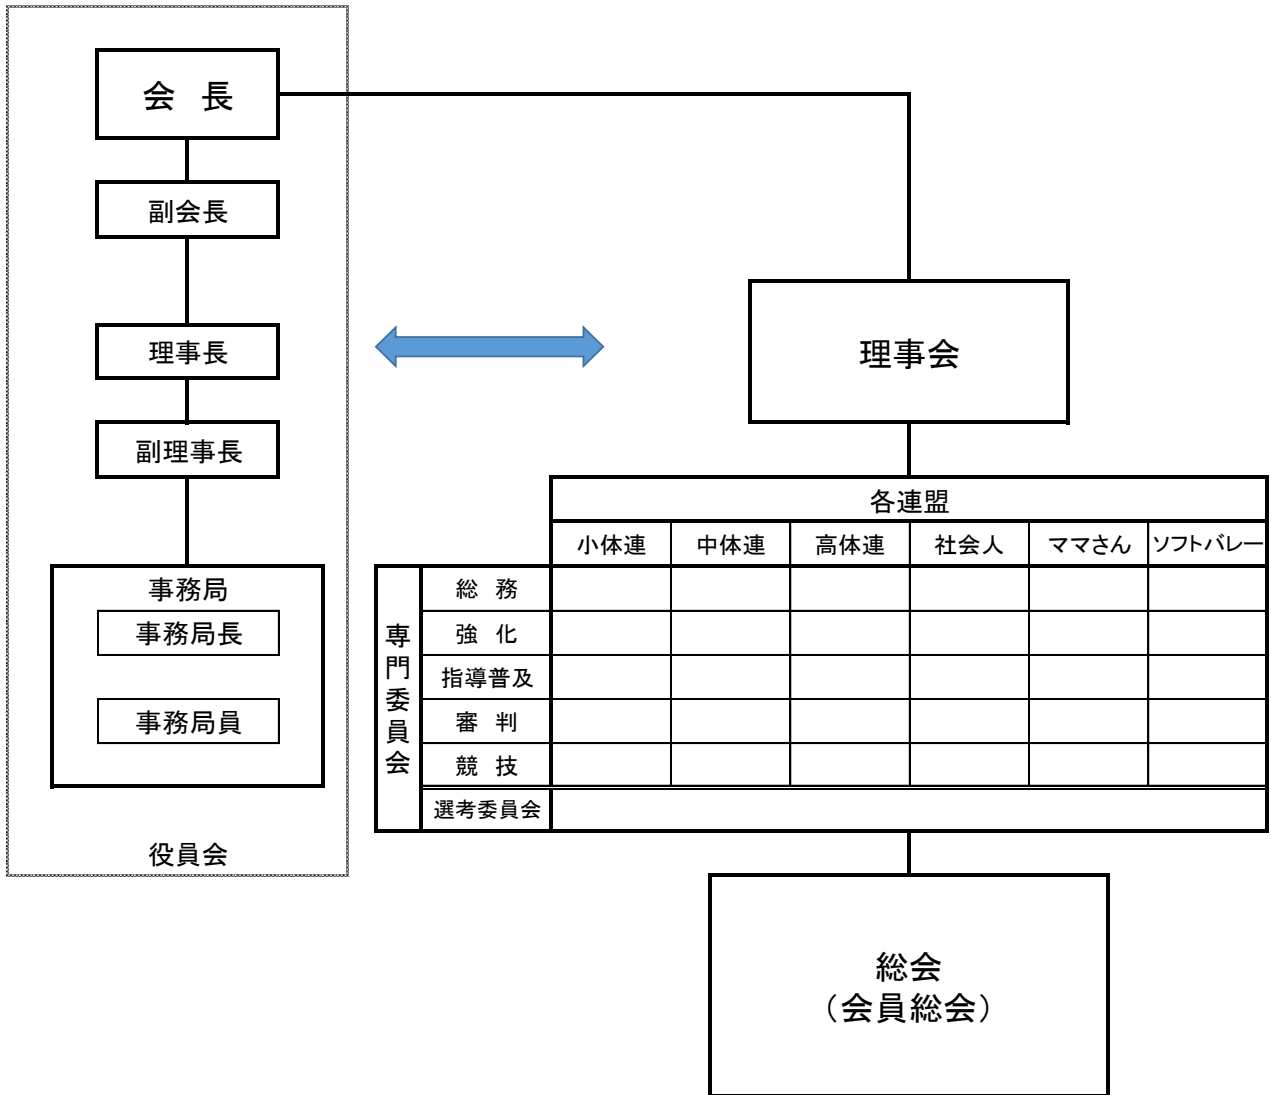 会 長
副会長
理事長
副理事長
事務局
事務局長
事務局員
役員会
理事会
各連盟
小体連 中体連 高体連 社会人 ママさん ソフトバレー
専門委員会
総 務
強 化
指導普及
審 判
競 技
選考委員会
総会
（会員総会）